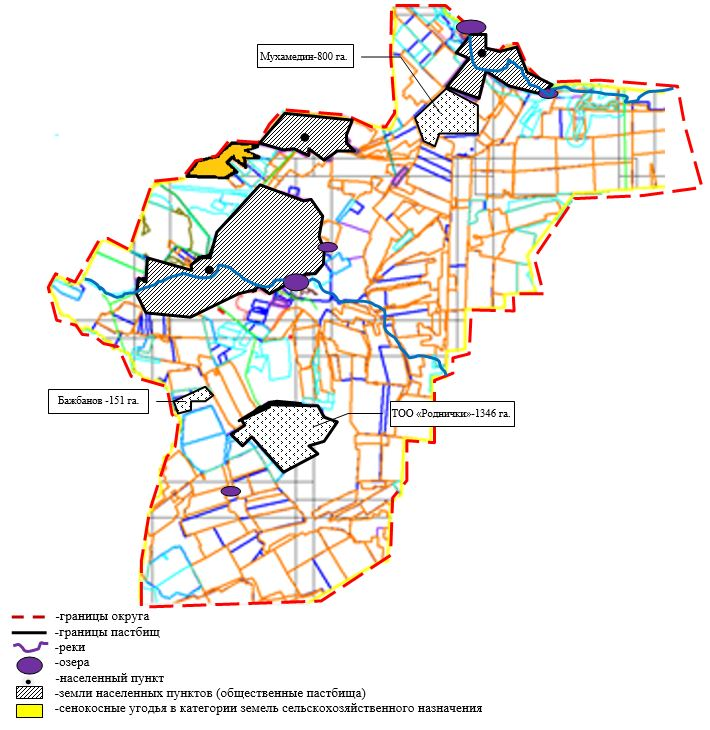 Мухамедин-800 га.
Бажбанов -151 га.
ТОО «Роднички»-1346 га.
-границы округа
-границы пастбищ
-реки
-озера
-населенный пункт
-земли населенных пунктов (общественные пастбища)
-сенокосные угодья в категории земель сельскохозяйственного назначения